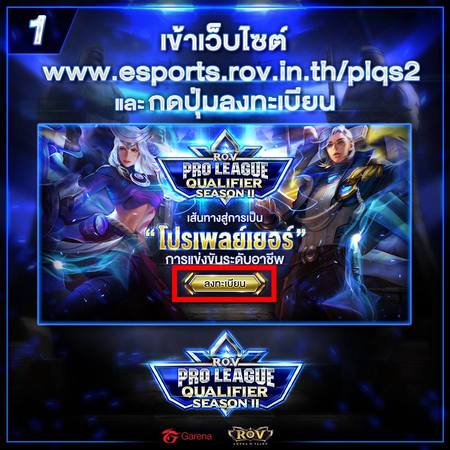 1
เข้าเว็บไซต์
www.esports.rov.in.th/plqs2
และ กดปุ่มลงทะเบียน
RoV
PRO LEAGUE
QUALIFIER
SEASON II
เส้นทางสู่การเป็น
“โปรเพลย์เยอร์”
การแข่งขันระดับอาชีพ
ลงทะเบียน
RoV
PRO LEAGUE
QUALIFIER
SEASON II
Garena
RoV